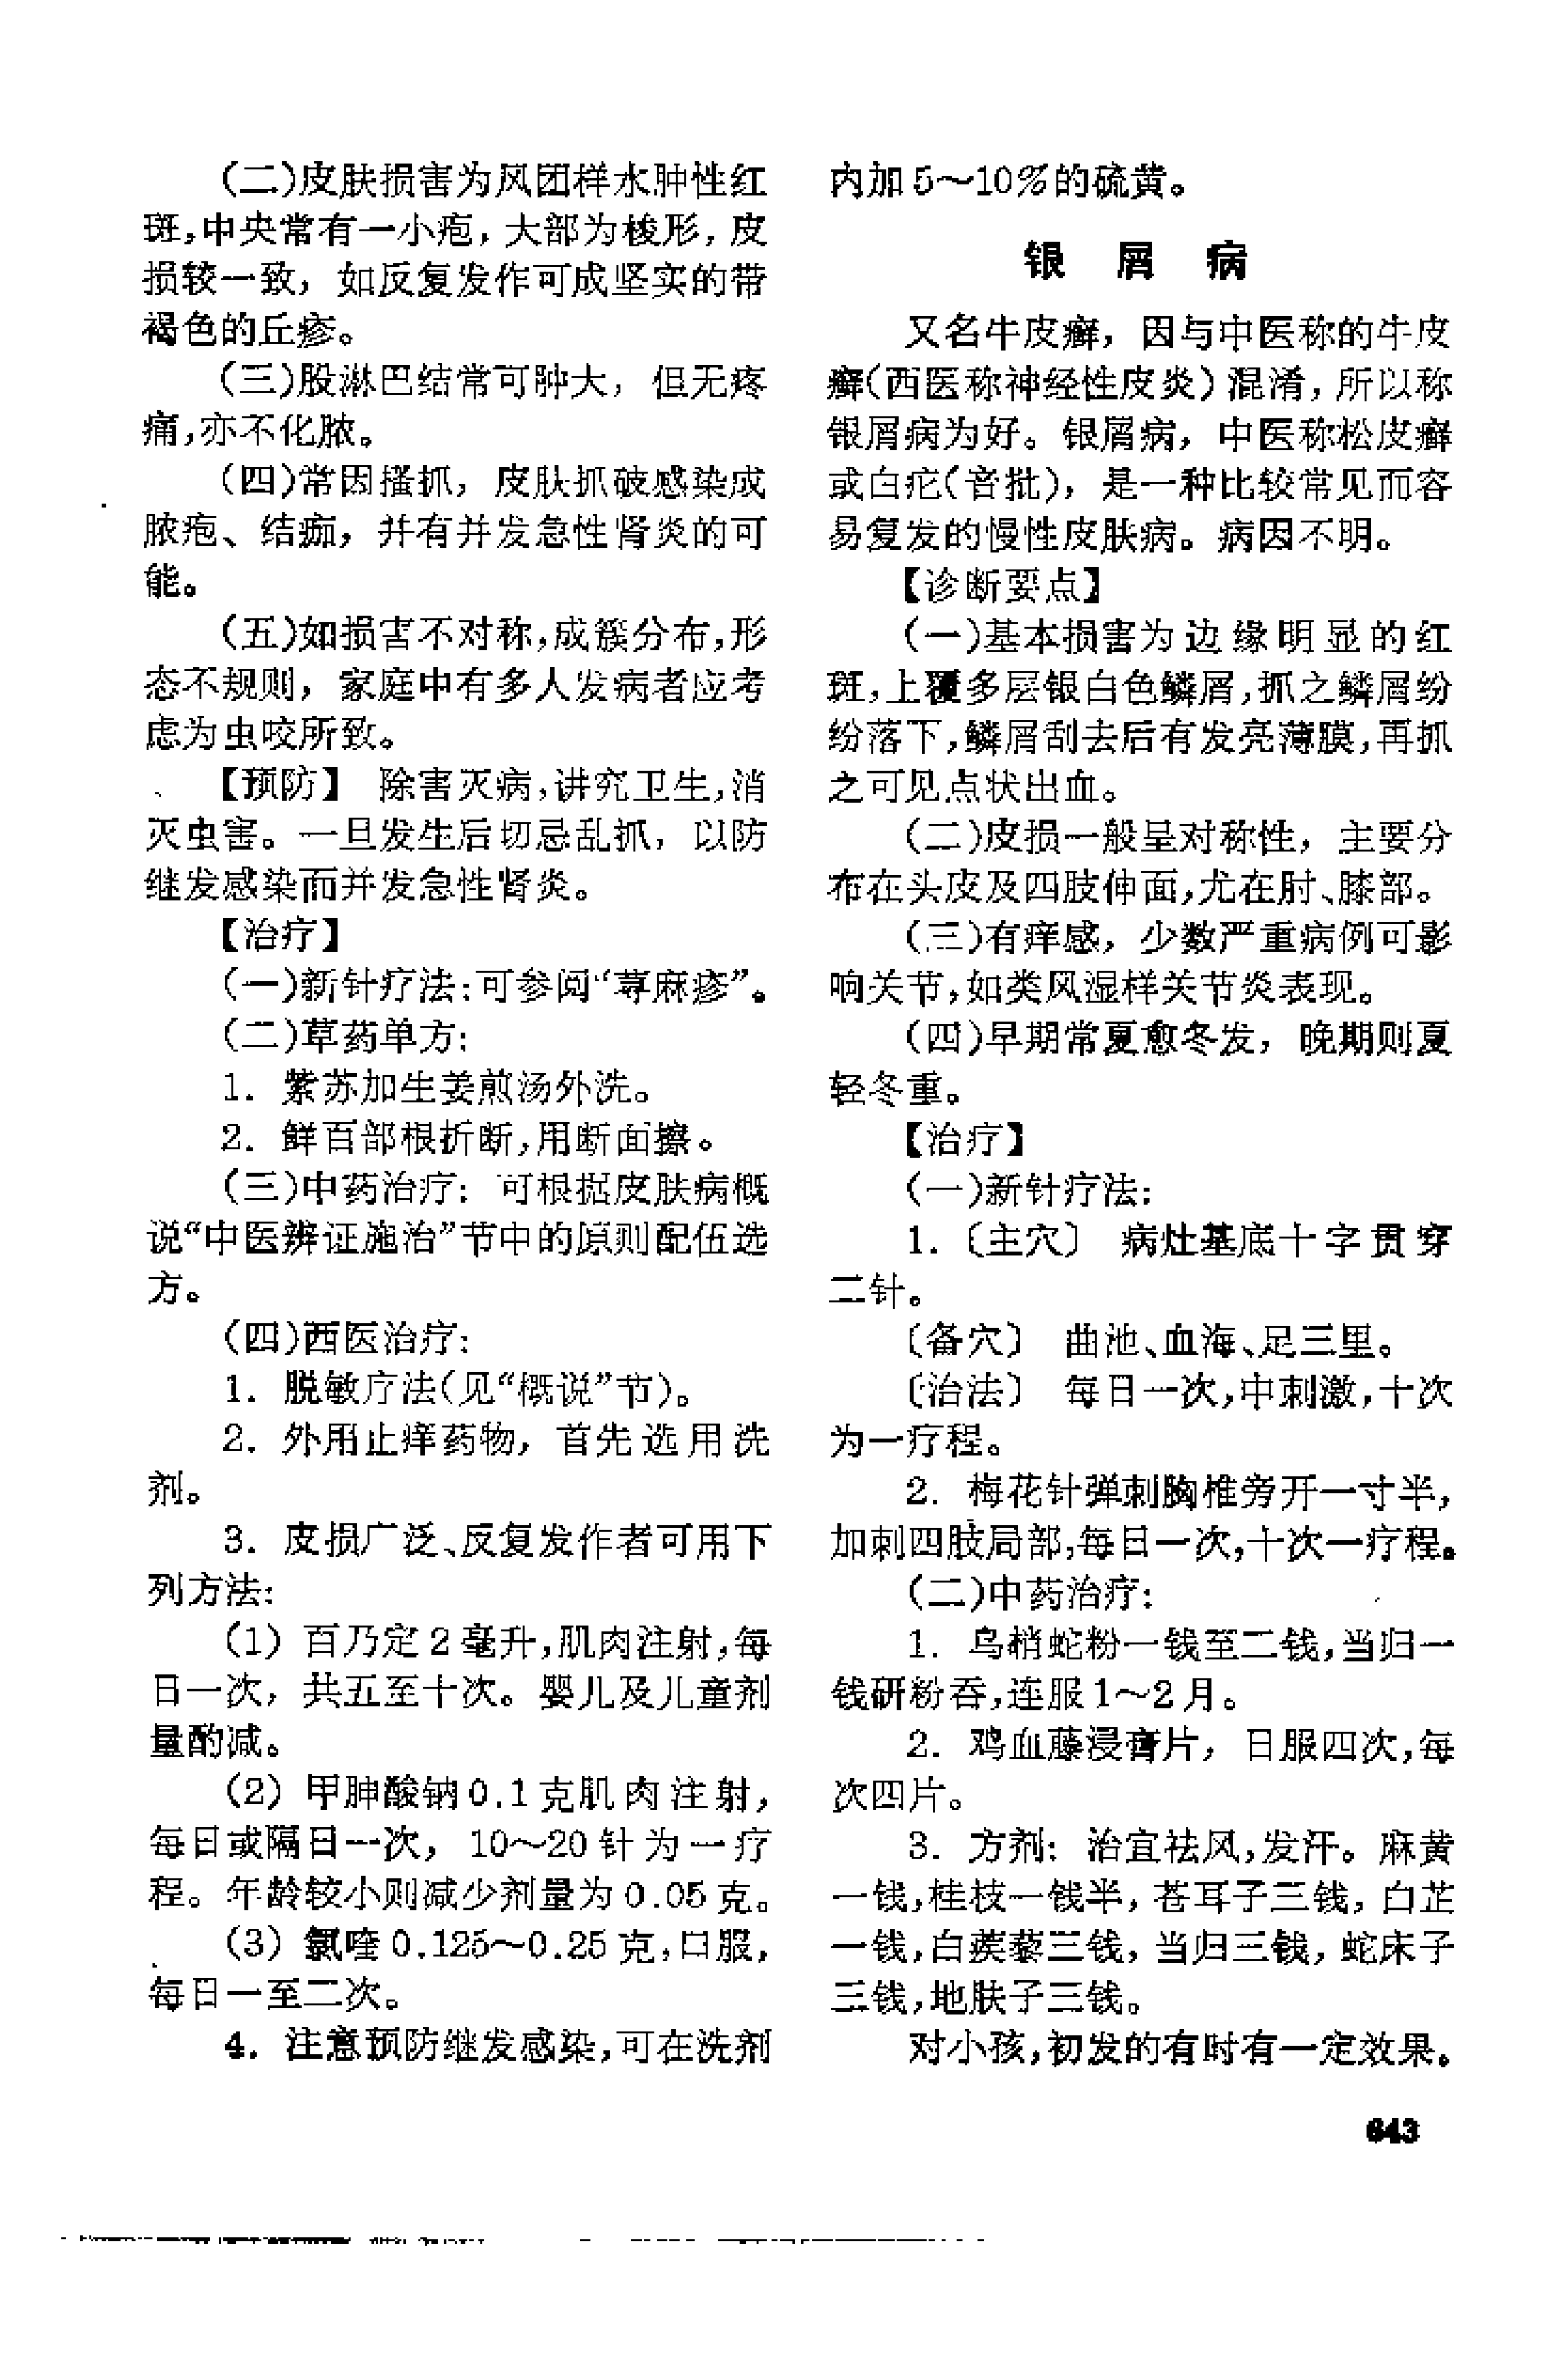 (二)皮肤损害为风团样水肿性红
斑,中央常有一小疱,大部为梭形,皮
损较一致，如反复发作可成坚实的带
褐色的丘疹。
(三)股淋巴结常可肿大，但无疼
痛,亦不化脓。
(四)常因搔抓，皮肤抓破感染成
脓疱、结痂，并有并发急性肾炎的可
能。
(五)如损害不对称,成簇分布,形
态不规则，家庭中有多人发病者应考
虑为虫咬所致。
【预防】 除害灭病,讲究卫生,消
灭虫害。一旦发生后切忌乱抓，以防
继发感染而并发急性肾炎。
【治疗】
(一)新针疗法:可参阅“荨麻疹”。
(二)草药单方:
1. 紫苏加生姜煎汤外洗。
2. 鲜百部根折断,用断面擦。
(三)中药治疗: 可根据皮肤病概
说“中医辨证施治”节中的原则配伍选
方。
(四)西医治疗:
1. 脱敏疗法(见“概说”节)。
2. 外用止痒药物，首先选用洗
剂。
3. 皮损广泛、反复发作者可用下
列方法:
(1) 百乃定2毫升,肌肉注射,每
日一次，共五至十次。婴儿及儿童剂
量酌减。
(2) 甲胂酸钠0.1克肌肉注射，
每日或隔日一次， 10～20针为一疗
程。年龄较小则减少剂量为0.05克。
(3) 氯喹0.125～0.25克,口服，
每日一至二次。
4. 注意预防继发感染,可在洗剂
内加5～10%的硫黄。
银 屑 病
又名牛皮癣，因与中医称的牛皮
癣(西医称神经性皮炎)混淆,所以称
银屑病为好。银屑病，中医称松皮癣
或白疕(音批)，是一种比较常见而容
易复发的慢性皮肤病。病因不明。
【诊断要点】
(一)基本损害为边缘明显的红
斑,上覆多层银白色鳞屑,抓之鳞屑纷
纷落下,鳞屑刮去后有发亮薄膜,再抓
之可见点状出血。
(二)皮损一般呈对称性，主要分
布在头皮及四肢伸面,尤在肘、膝部。
(三)有痒感，少数严重病例可影
响关节,如类风湿样关节炎表现。
(四)早期常夏愈冬发，晚期则夏
轻冬重。
【治疗】
(一)新针疗法:
1.〔主穴〕 病灶基底十字贯穿
二针。
〔备穴〕 曲池、血海、足三里。
〔治法〕 每日一次,中刺激,十次
为一疗程。
2. 梅花针弹刺胸椎旁开一寸半,
加刺四肢局部,每日一次,十次一疗程。
(二)中药治疗:
1. 乌梢蛇粉一钱至二钱,当归一
钱研粉吞,连服1～2月。
2. 鸡血藤浸膏片，日服四次,每
次四片。
3. 方剂: 治宜祛风,发汗。麻黄
一钱,桂枝一钱半,苍耳子三钱,白芷
一钱,白蒺藜三钱,当归三钱,蛇床子
三钱,地肤子三钱。
对小孩,初发的有时有一定效果。
643